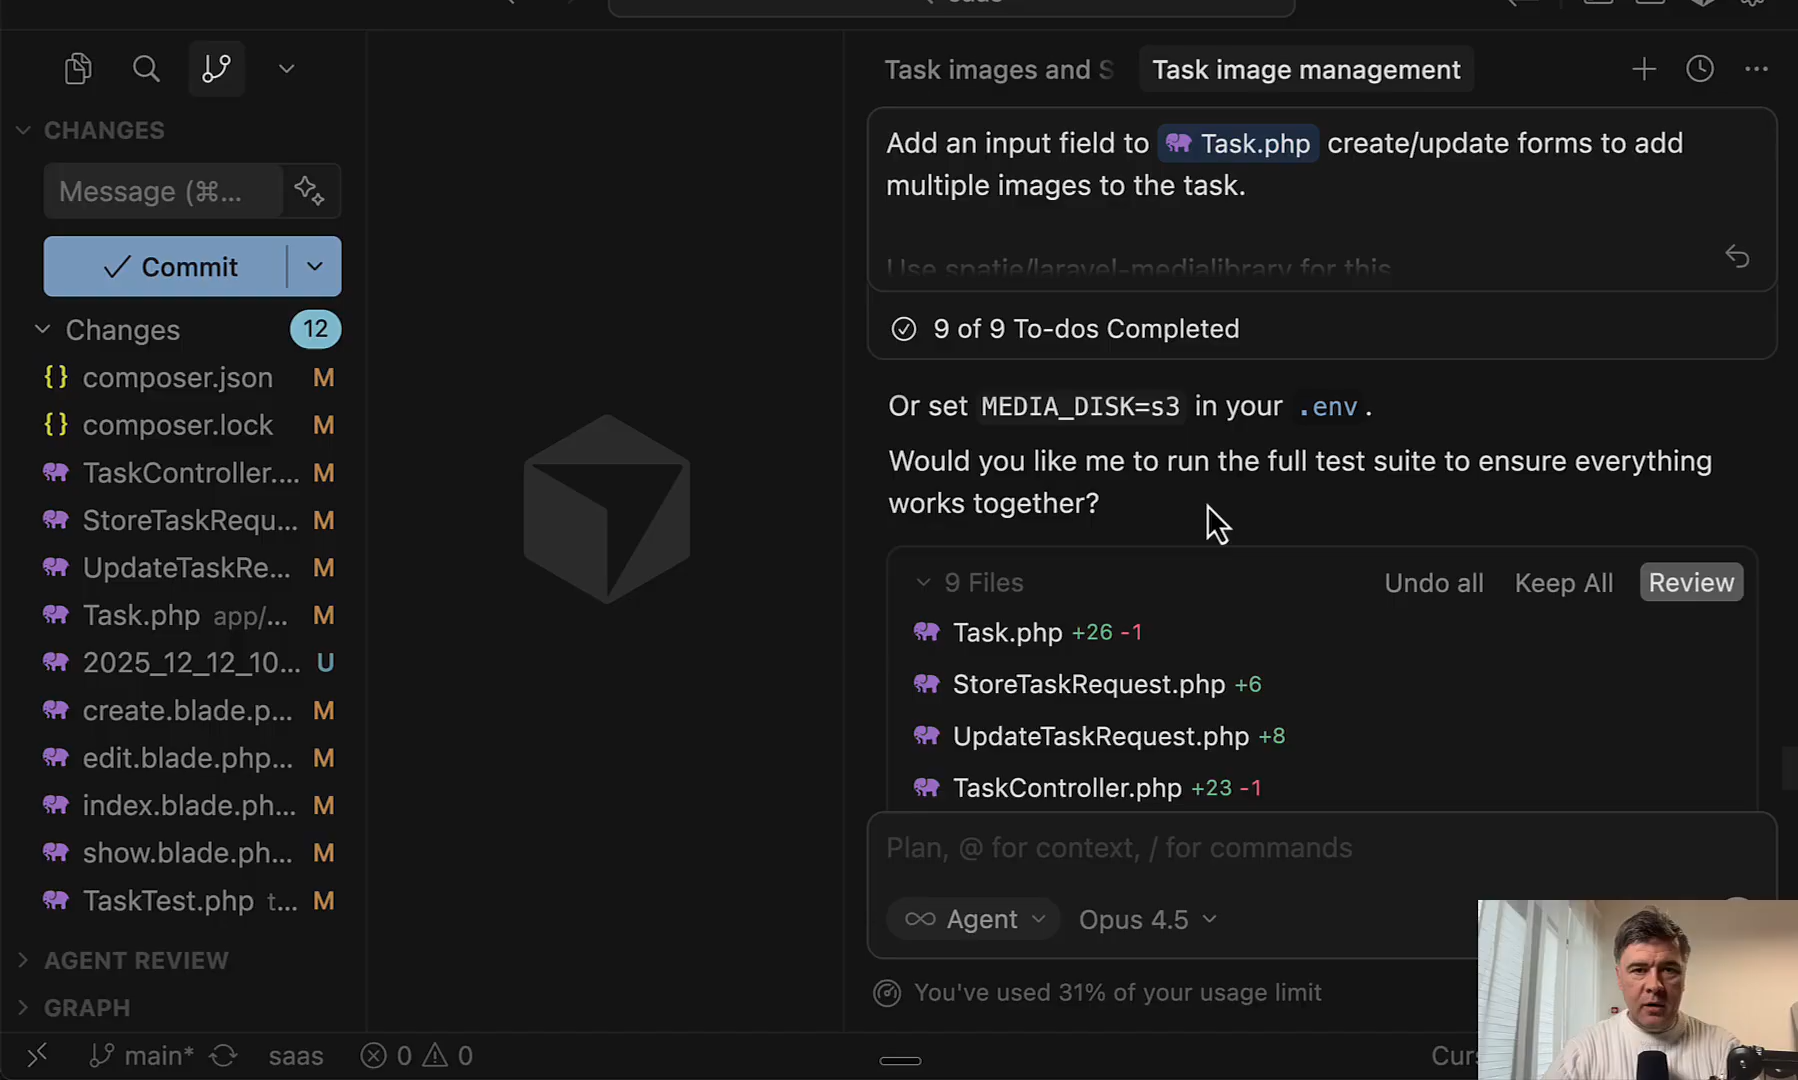 Task images and S
Task image management
CHANGES
Message (⌘...
Commit
Changes
12
composer.json M
composer.lock M
TaskController.... M
StoreTaskRequ... M
UpdateTaskRe... M
Task.php app/... M
2025_12_12_10... U
create.blade.p... M
edit.blade.php... M
index.blade.ph... M
show.blade.ph... M
TaskTest.php t... M
AGENT REVIEW
GRAPH
Add an input field to Task.php create/update forms to add
multiple images to the task.
Use spatie/laravel-medialibrary for this
9 of 9 To-dos Completed
Or set MEDIA_DISK=s3 in your .env.
Would you like me to run the full test suite to ensure everything
works together?
9 Files
Undo all
Keep All
Review
Task.php +26 -1
StoreTaskRequest.php +6
UpdateTaskRequest.php +8
TaskController.php +23 -1
Plan, @ for context, / for commands
Agent
Opus 4.5
You've used 31% of your usage limit
main*
saas
0
0